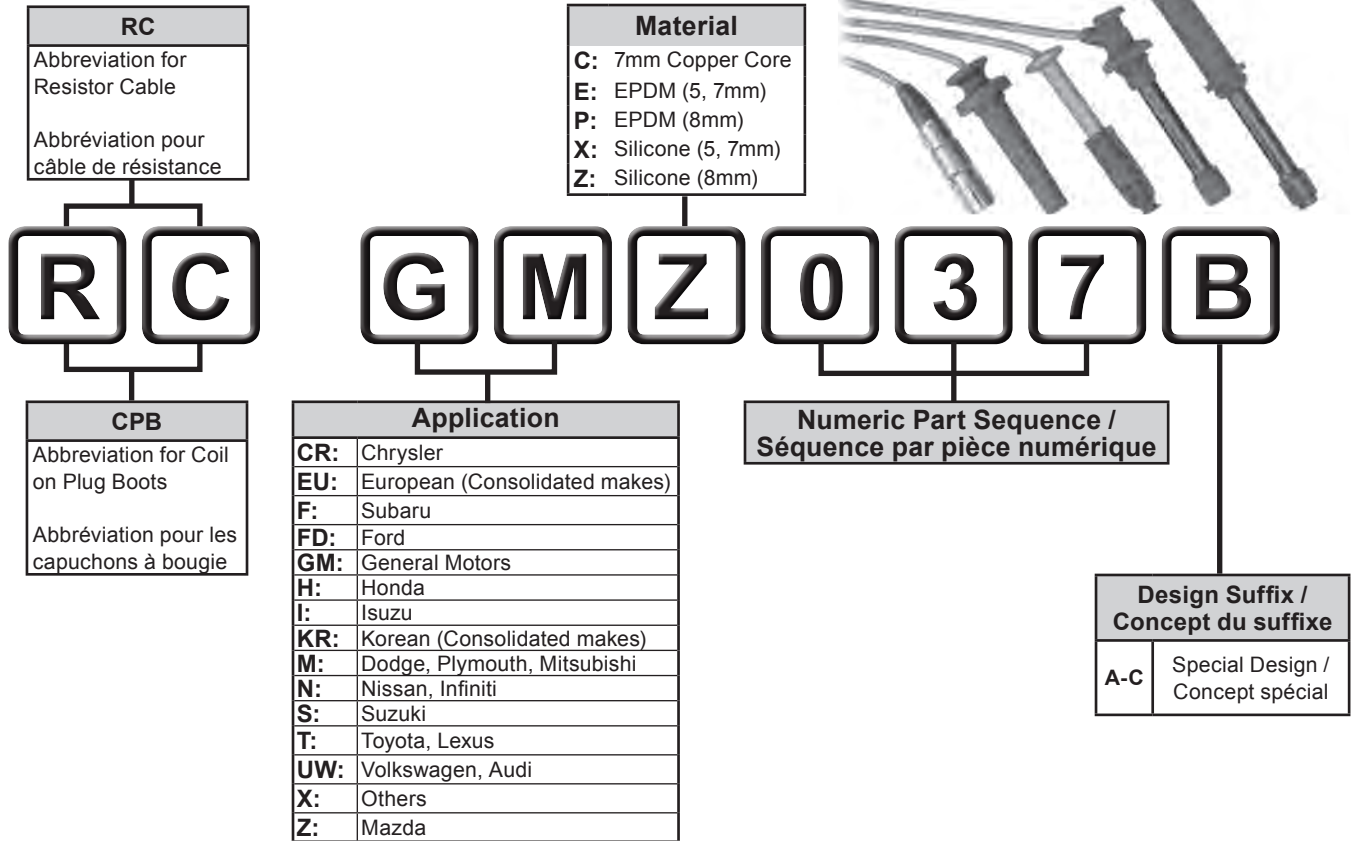 RC
Abbreviation for
Resistor Cable
Abbréviation pour
câble de résistance
Material
C: 7mm Copper Core
E: EPDM (5, 7mm)
P: EPDM (8mm)
X: Silicone (5, 7mm)
Z: Silicone (8mm)
R C G M Z 0 3 7 B
CPB
Abbreviation for Coil
on Plug Boots
Abbréviation pour les
capuchons à bougie
Application
CR: Chrysler
EU: European (Consolidated makes)
F: Subaru
FD: Ford
GM: General Motors
H: Honda
I: Isuzu
KR: Korean (Consolidated makes)
M: Dodge, Plymouth, Mitsubishi
N: Nissan, Infiniti
S: Suzuki
T: Toyota, Lexus
UW: Volkswagen, Audi
X: Others
Z: Mazda
Numeric Part Sequence /
Séquence par pièce numérique
Design Suffix /
Concept du suffixe
A-C Special Design /
Concept spécial